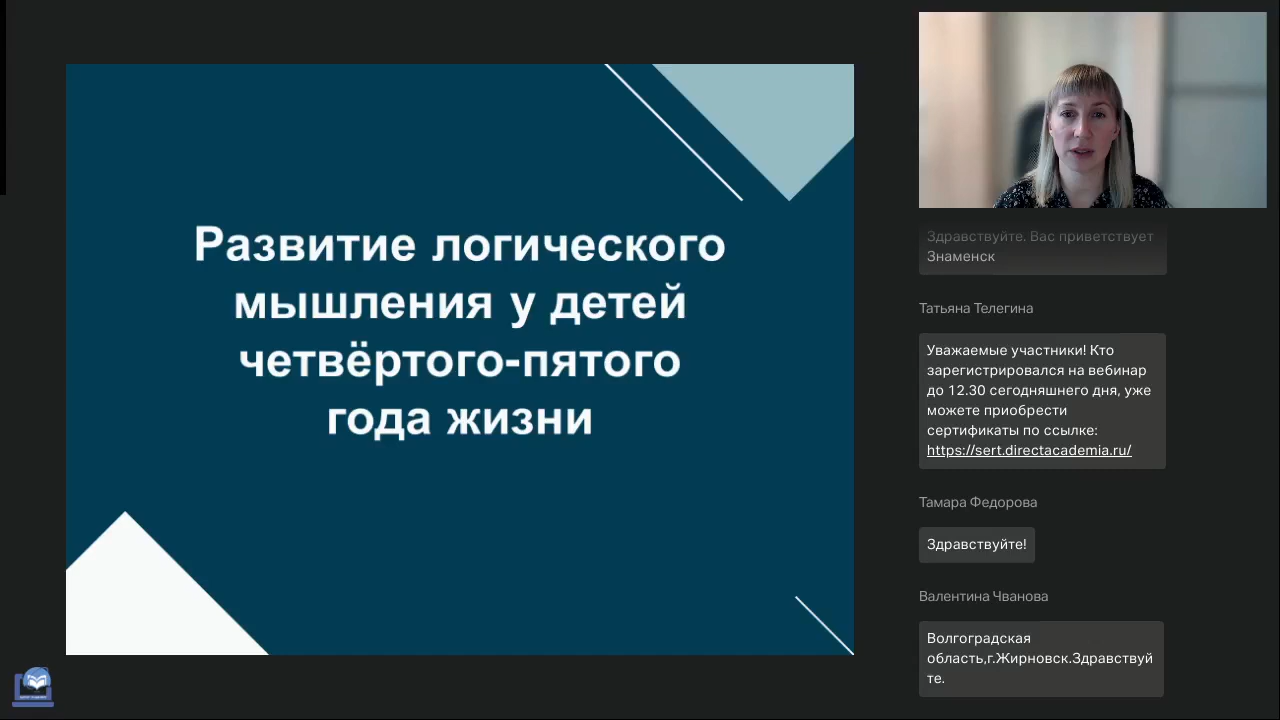 Развитие логического
мышления у детей
четвёртого-пятого
года жизни
Здравствуйте. Вас приветствует
Знаменск
Татьяна Телегина
Уважаемые участники! Кто
зарегистрировался на вебинар
до 12.30 сегодняшнего дня, уже
можете приобрести
сертификаты по ссылке:
https://sert.directacademia.ru/
Тамара Федорова
Здравствуйте!
Валентина Чванова
Волгоградская
область,г.Жирновск.Здравствуй
те.